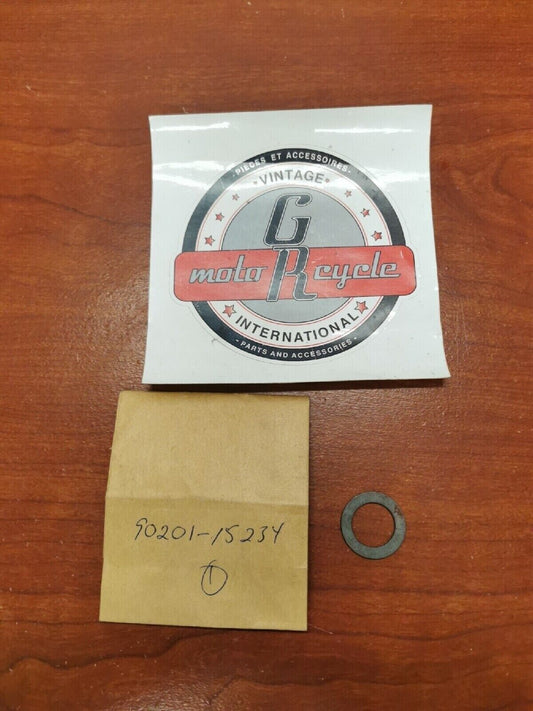 · PIÈCES ET ACCESSOIRES ·
· VINTAGE ·
G
moto R cycle
INTERNATIONAL
· PARTS AND ACCESSORIES ·
90201-15234
1